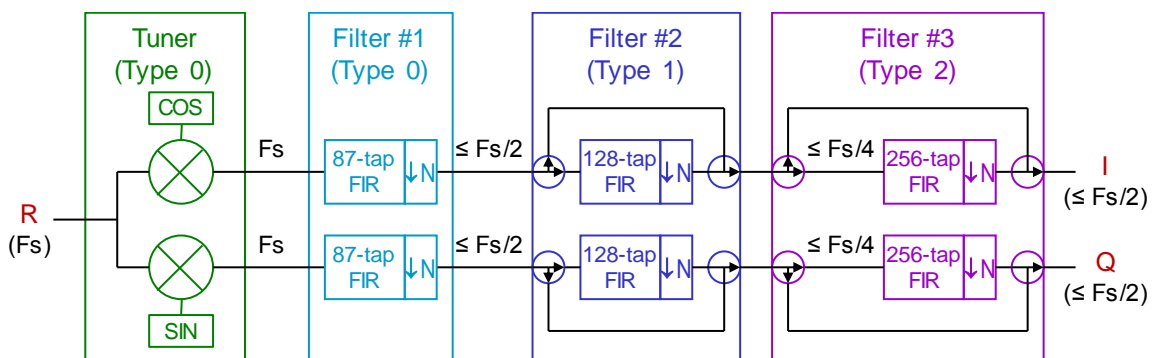 Tuner
(Type 0)
Filter #1
(Type 0)
Filter #2
(Type 1)
Filter #3
(Type 2)
COS
Fs
87-tap
FIR
↓N
≤ Fs/2
128-tap
FIR
↓N
≤ Fs/4
256-tap
FIR
↓N
I
(≤ Fs/2)
R
(Fs)
Fs
87-tap
FIR
↓N
≤ Fs/2
128-tap
FIR
↓N
≤ Fs/4
256-tap
FIR
↓N
Q
(≤ Fs/2)
SIN